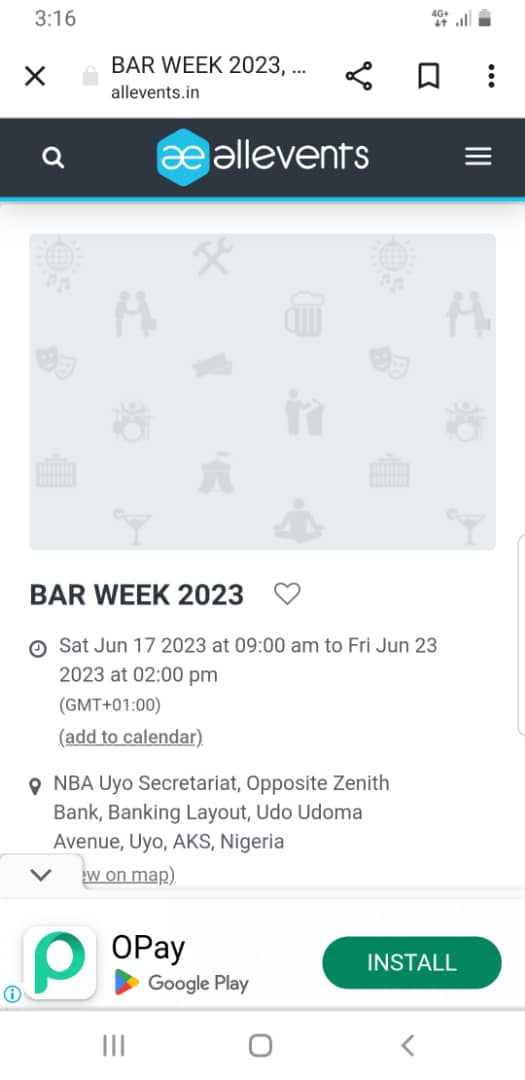 3:16
4G+
BAR WEEK 2023, ...
allevents.in
æ allevents
BAR WEEK 2023
Sat Jun 17 2023 at 09:00 am to Fri Jun 23
2023 at 02:00 pm
(GMT+01:00)
(add to calendar)
NBA Uyo Secretariat, Opposite Zenith
Bank, Banking Layout, Udo Udoma
Avenue, Uyo, AKS, Nigeria
ew on map)
OPay
Google Play
INSTALL